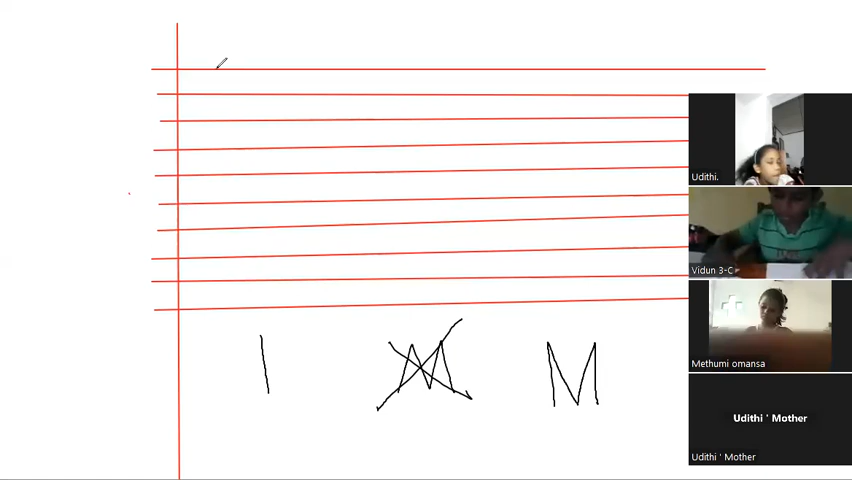 I M M
Udithi.
Vidun 3-C
Methumi omansa
Udithi ' Mother
Udithi ' Mother